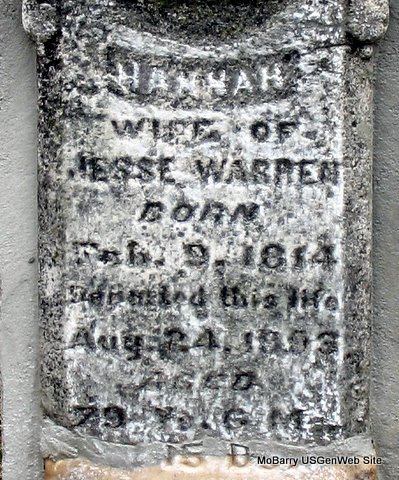 HANNAH
WIFE OF
JESSE WARREN
BORN
Feb. 9, 1814
Departed this life
Aug. 24, 1893
AGED
79 Ys. 6 Ms.
15 D
MoBarry USGenWeb Site